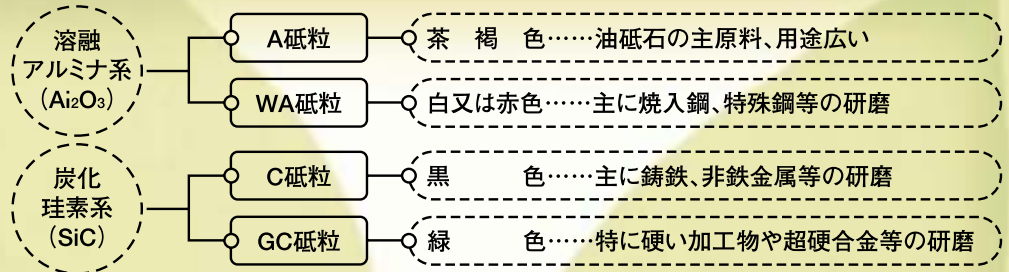 溶融
アルミナ系
（Ai₂O₃）
A砥粒
茶 褐 色……油砥石の主原料、用途広い
WA砥粒
白又は赤色……主に焼入鋼、特殊鋼等の研磨
炭化
珪素系
（SiC）
C砥粒
黒 色……主に鋳鉄、非鉄金属等の研磨
GC砥粒
緑 色……特に硬い加工物や超硬合金等の研磨